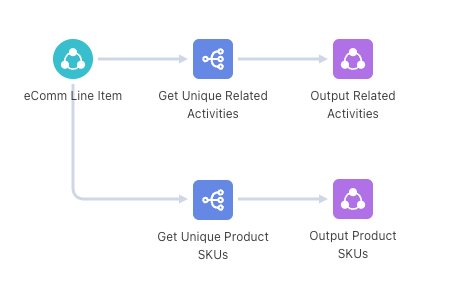 eComm Line Item
Get Unique Related
Activities
Output Related
Activities
Get Unique Product
SKUs
Output Product
SKUs